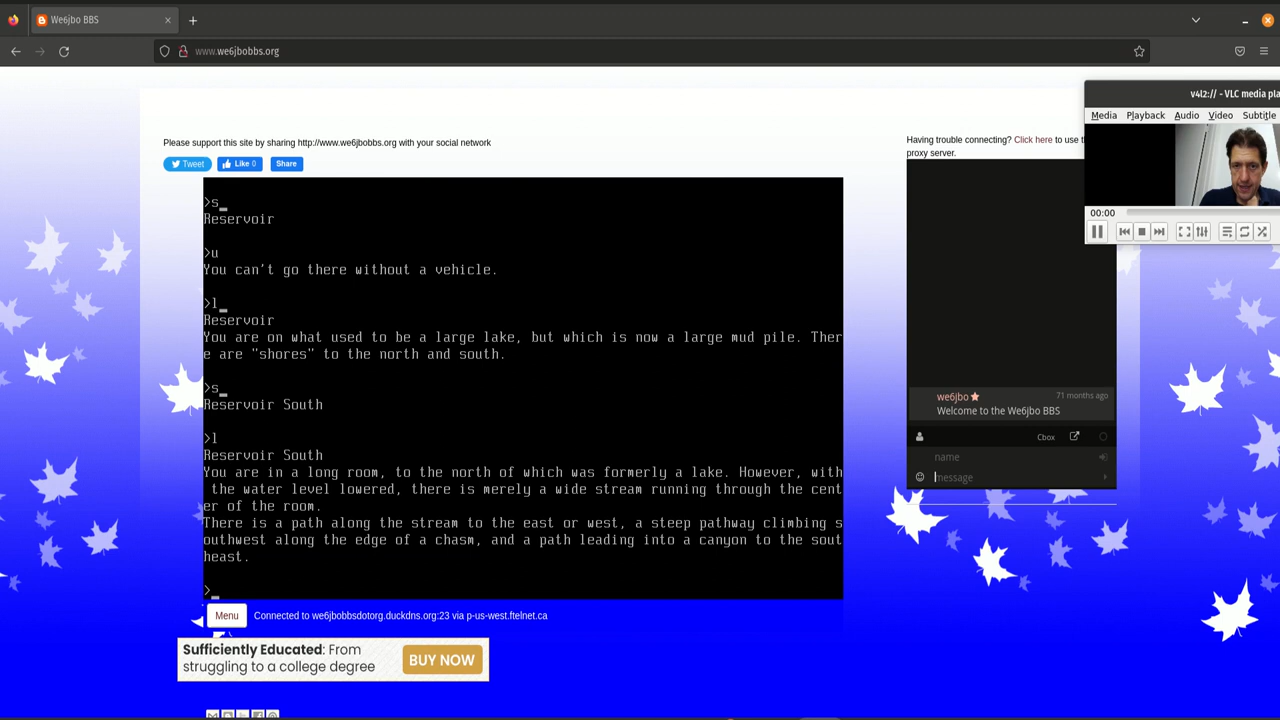 We6jbo BBS
www.we6jbobbs.org
v4l2:// - VLC media pla
Media Playback Audio Video Subtitle
00:00
Please support this site by sharing http://www.we6jbobbs.org with your social network
Tweet Like 0 Share
Having trouble connecting? Click here to use t
proxy server.
>s_
Reservoir
>u
You can't go there without a vehicle.
>l_
Reservoir
You are on what used to be a large lake, but which is now a large mud pile. Ther
e are "shores" to the north and south.
>s_
Reservoir South
>l
Reservoir South
You are in a long room, to the north of which was formerly a lake. However, with
the water level lowered, there is merely a wide stream running through the cent
er of the room.
There is a path along the stream to the east or west, a steep pathway climbing s
outhwest along the edge of a chasm, and a path leading into a canyon to the sout
heast.
>_
we6jbo 71 months ago
Welcome to the We6jbo BBS
Cbox
name
message
Menu Connected to we6jbobbsdotorg.duckdns.org:23 via p-us-west.ftelnet.ca
Sufficiently Educated: From
struggling to a college degree
BUY NOW